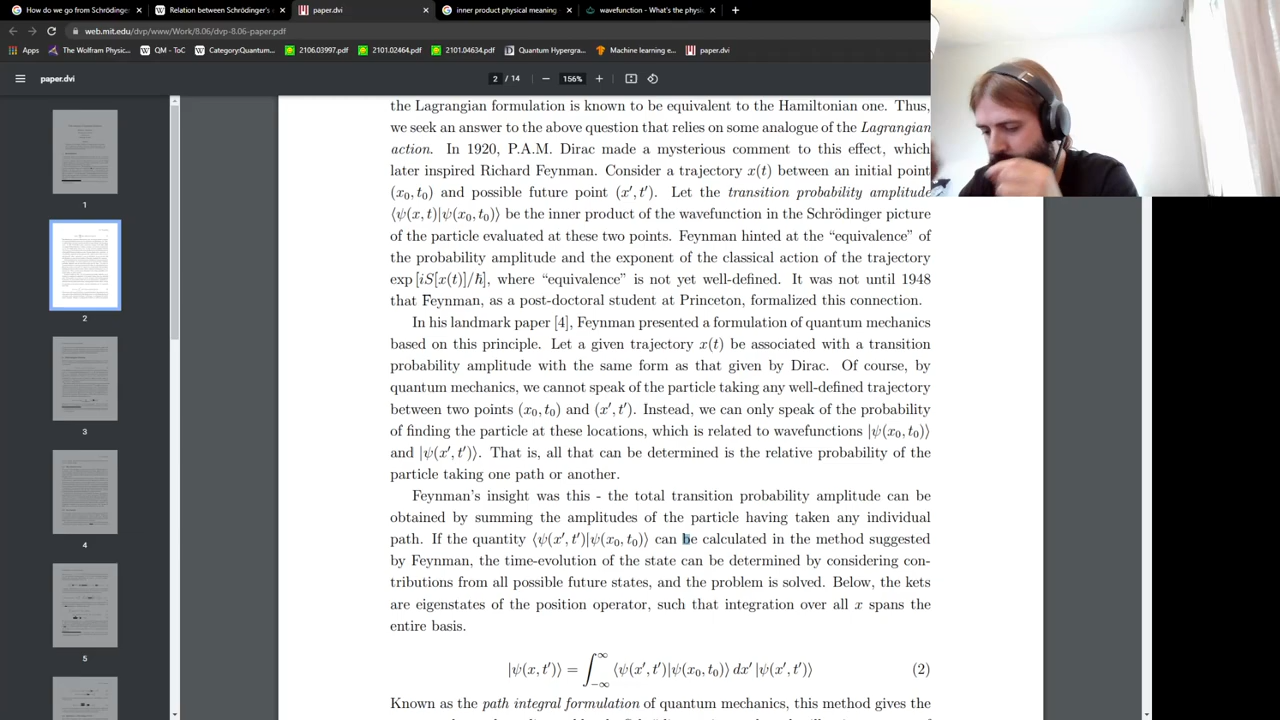 How do we go from Schröding
Relation between Schrödinger's e
paper.dvi
inner product physical meaning
wavefunction - What's the physi
web.mit.edu/dvp/www/Work/8.06/dvp-8.06-paper.pdf
Apps
The Wolfram Physic...
QM - ToC
Category:Quantum...
2106.03997.pdf
2101.02464.pdf
2101.04634.pdf
Quantum Hypergra...
Machine learning e...
paper.dvi
paper.dvi
2 / 14
156%
1
2
3
4
5
the Lagrangian formulation is known to be equivalent to the Hamiltonian one. Thus,
we seek an answer to the above question that relies on some analogue of the Lagrangian
action. In 1920, P.A.M. Dirac made a mysterious comment to this effect, which
later inspired Richard Feynman. Consider a trajectory x(t) between an initial point
(x₀, t₀) and possible future point (x′, t′). Let the transition probability amplitude
⟨ψ(x, t)|ψ(x₀, t₀)⟩ be the inner product of the wavefunction in the Schrödinger picture
of the particle measured at these two points. Feynman hints at the “equivalence” of
the probability amplitude and the exponent of the classical action of the trajectory
exp{iS[x(t)]/ħ}, where “equivalence” is not yet well-defined. It was not until 1948
that Feynman, as a post-doctoral student at Princeton, formalized this connection.
In his landmark paper [4], Feynman presented a formulation of quantum mechanics
based on this principle. Let a given trajectory x(t) be associated with a transition
probability amplitude with the same form as that given by Dirac. Of course, by
quantum mechanics, we cannot speak of the particle taking any well-defined trajectory
between two points (x₀, t₀) and (x′, t′). Instead, we can only speak of the probability
of finding the particle at these locations, which is related to wavefunctions |ψ(x₀, t₀)⟩
and |ψ(x′, t′)⟩. That is, all that can be determined is the relative probability of the
particle taking one path or another.
Feynman's insight was this - the total transition probability amplitude can be
obtained by summing the amplitudes of the particle having taken any individual
path. If the quantity ⟨ψ(x′, t′)|ψ(x₀, t₀)⟩ can be calculated in the method suggested
by Feynman, then the evolution of the state can be determined by considering con-
tributions from all possible future states, and the problem is solved. Below, the kets
are eigenstates of the position operator, such that integration over all x spans the
entire basis.
|ψ(x, t′)⟩ = ∫₋∞^∞ ⟨ψ(x′, t′)|ψ(x₀, t₀)⟩ dx′ |ψ(x′, t′)⟩ (2)
Known as the path integral formulation of quantum mechanics, this method gives the